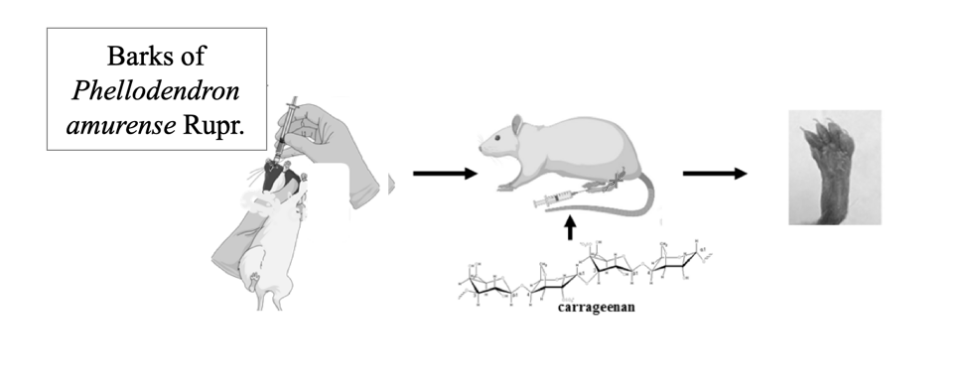 Barks of
Phellodendron
amurense Rupr.
carrageenan